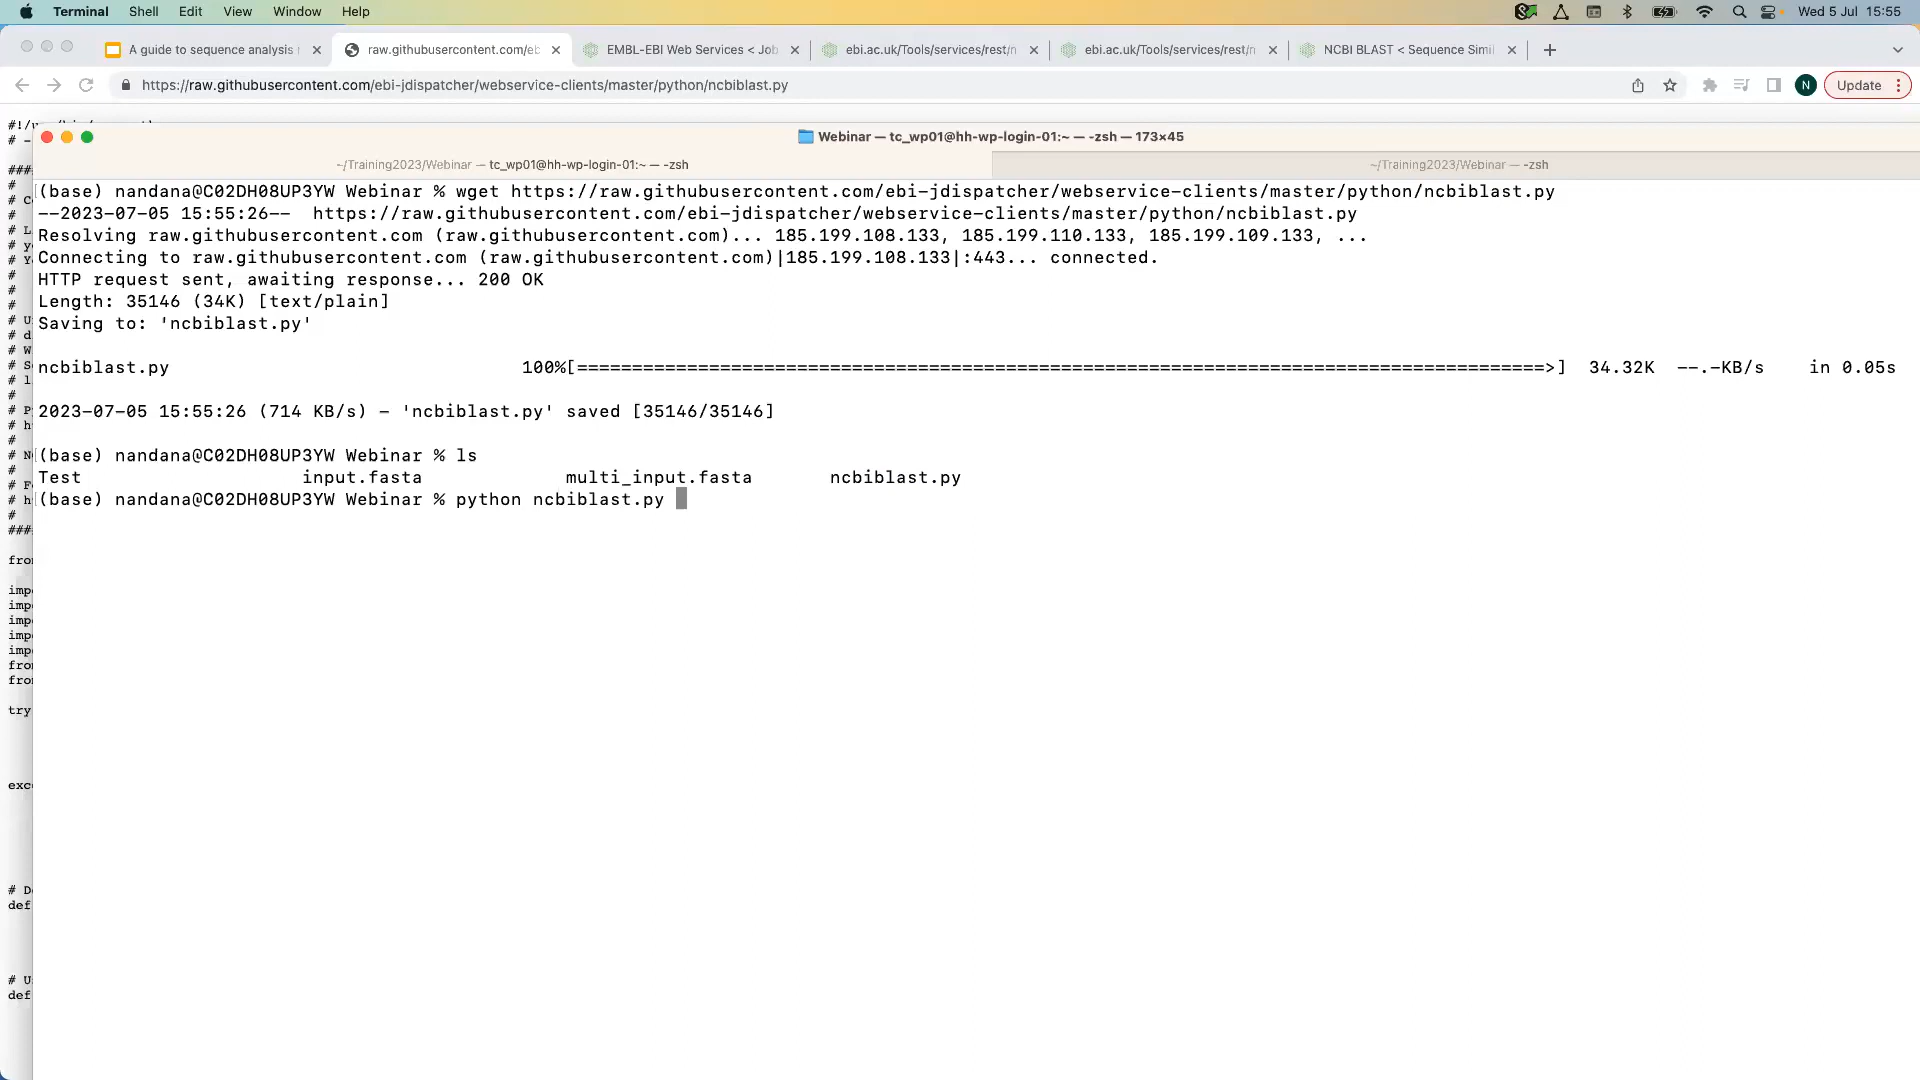 Terminal Shell Edit View Window Help Wed 5 Jul 15:55
A guide to sequence analysis raw.githubusercontent.com/eb EMBL-EBI Web Services < Job ebi.ac.uk/Tools/services/rest/n ebi.ac.uk/Tools/services/rest/n NCBI BLAST < Sequence Simil
https://raw.githubusercontent.com/ebi-jdispatcher/webservice-clients/master/python/ncbiblast.py N Update
Webinar — tc_wp01@hh-wp-login-01:~ — -zsh — 173×45
~/Training2023/Webinar — tc_wp01@hh-wp-login-01:~ — -zsh ~/Training2023/Webinar — -zsh
(base) nandana@C02DH08UP3YW Webinar % wget https://raw.githubusercontent.com/ebi-jdispatcher/webservice-clients/master/python/ncbiblast.py
--2023-07-05 15:55:26-- https://raw.githubusercontent.com/ebi-jdispatcher/webservice-clients/master/python/ncbiblast.py
Resolving raw.githubusercontent.com (raw.githubusercontent.com)... 185.199.108.133, 185.199.110.133, 185.199.109.133, ...
Connecting to raw.githubusercontent.com (raw.githubusercontent.com)|185.199.108.133|:443... connected.
HTTP request sent, awaiting response... 200 OK
Length: 35146 (34K) [text/plain]
Saving to: 'ncbiblast.py'
ncbiblast.py 100%[========================================================================================>] 34.32K --.-KB/s in 0.05s
2023-07-05 15:55:26 (714 KB/s) - 'ncbiblast.py' saved [35146/35146]
(base) nandana@C02DH08UP3YW Webinar % ls
Test input.fasta multi_input.fasta ncbiblast.py
(base) nandana@C02DH08UP3YW Webinar % python ncbiblast.py
try
def
def